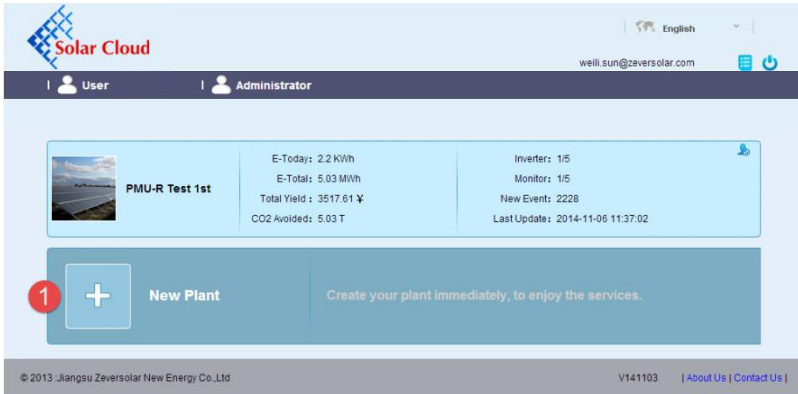 Solar Cloud
English
weili.sun@zeversolar.com
| User | Administrator
PMU-R Test 1st
E-Today: 2.2 KWh
E-Total: 5.03 MWh
Total Yield : 3517.61 ¥
CO2 Avoided: 5.03 T
Inverter: 1/5
Monitor: 1/5
New Event: 2228
Last Update: 2014-11-06 11:37:02
1
New Plant
Create your plant immediately, to enjoy the services.
© 2013 :Jiangsu Zeversolar New Energy Co.,Ltd
V141103 | About Us | Contact Us |